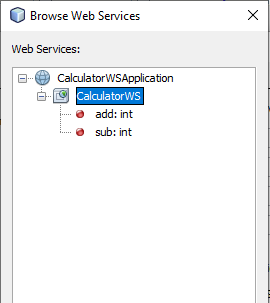 Browse Web Services
Web Services:
CalculatorWSApplication
CalculatorWS
add: int
sub: int